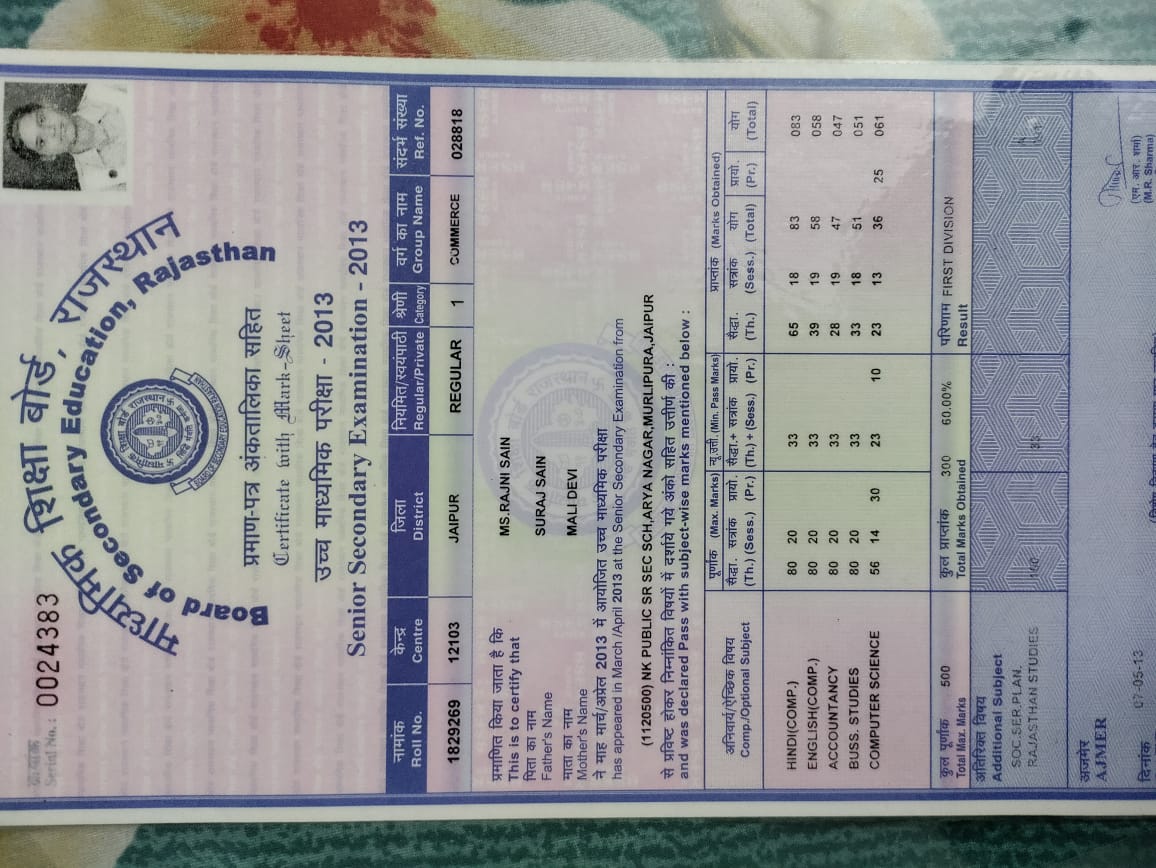 क्रमांक
Serial No.: 0024383
माध्यमिक शिक्षा बोर्ड, राजस्थान
Board of Secondary Education, Rajasthan
माध्यमिक शिक्षा बोर्ड राजस्थान
BOARD OF SECONDARY EDUCATION RAJASTHAN
प्रमाण-पत्र अंकतालिका सहित
Certificate with Mark-Sheet
उच्च माध्यमिक परीक्षा - 2013
Senior Secondary Examination - 2013
नामांक केन्द्र जिला नियमित/स्वयंपाठी श्रेणी वर्ग का नाम संदर्भ संख्या
Roll No. Centre District Regular/Private Category Group Name Ref. No.
1829269 12103 JAIPUR REGULAR 1 COMMERCE 028818
प्रमाणित किया जाता है कि
This is to certify that MS.RAJNI SAIN
पिता का नाम
Father's Name SURAJ SAIN
माता का नाम
Mother's Name MALI DEVI
ने माह मार्च/अप्रेल 2013 में आयोजित उच्च माध्यमिक परीक्षा
has appeared in March /April 2013 at the Senior Secondary Examination from
(1120500) NK PUBLIC SR SEC SCH,ARYA NAGAR,MURLIPURA,JAIPUR
से प्रविष्ट होकर निम्नांकित विषयों में दर्शाये गये अंकों सहित उत्तीर्ण की :
and was declared Pass with subject-wise marks mentioned below :
अनिवार्य/ऐच्छिक विषय पूर्णांक (Max. Marks) न्यू.उत्ती. (Min. Pass Marks) प्राप्तांक (Marks Obtained)
सैद्धा. सत्रांक प्रायो. सैद्धा.+ सत्रांक प्रायो. सैद्धा. सत्रांक योग प्रायो. योग
Comp./Optional Subject (Th.) (Sess.) (Pr.) (Th)+(Sess.) (Pr.) (Th.) (Sess.) (Total) (Pr.) (Total)
HINDI(COMP.) 80 20 33 65 18 83 083
ENGLISH(COMP.) 80 20 33 39 19 58 058
ACCOUNTANCY 80 20 33 28 19 47 047
BUSS. STUDIES 80 20 33 33 18 51 051
COMPUTER SCIENCE 56 14 30 23 10 23 13 36 25 061
कुल पूर्णांक 500 कुल प्राप्तांक 300 60.00% परिणाम FIRST DIVISION
Total Max. Marks Total Marks Obtained Result
अतिरिक्त विषय
Additional Subject
SOC.SER.PLAN.
RAJASTHAN STUDIES 100 33
अजमेर
AJMER
दिनांक 07-05-13
(एम. आर. शर्मा)
(M.R. Sharma)